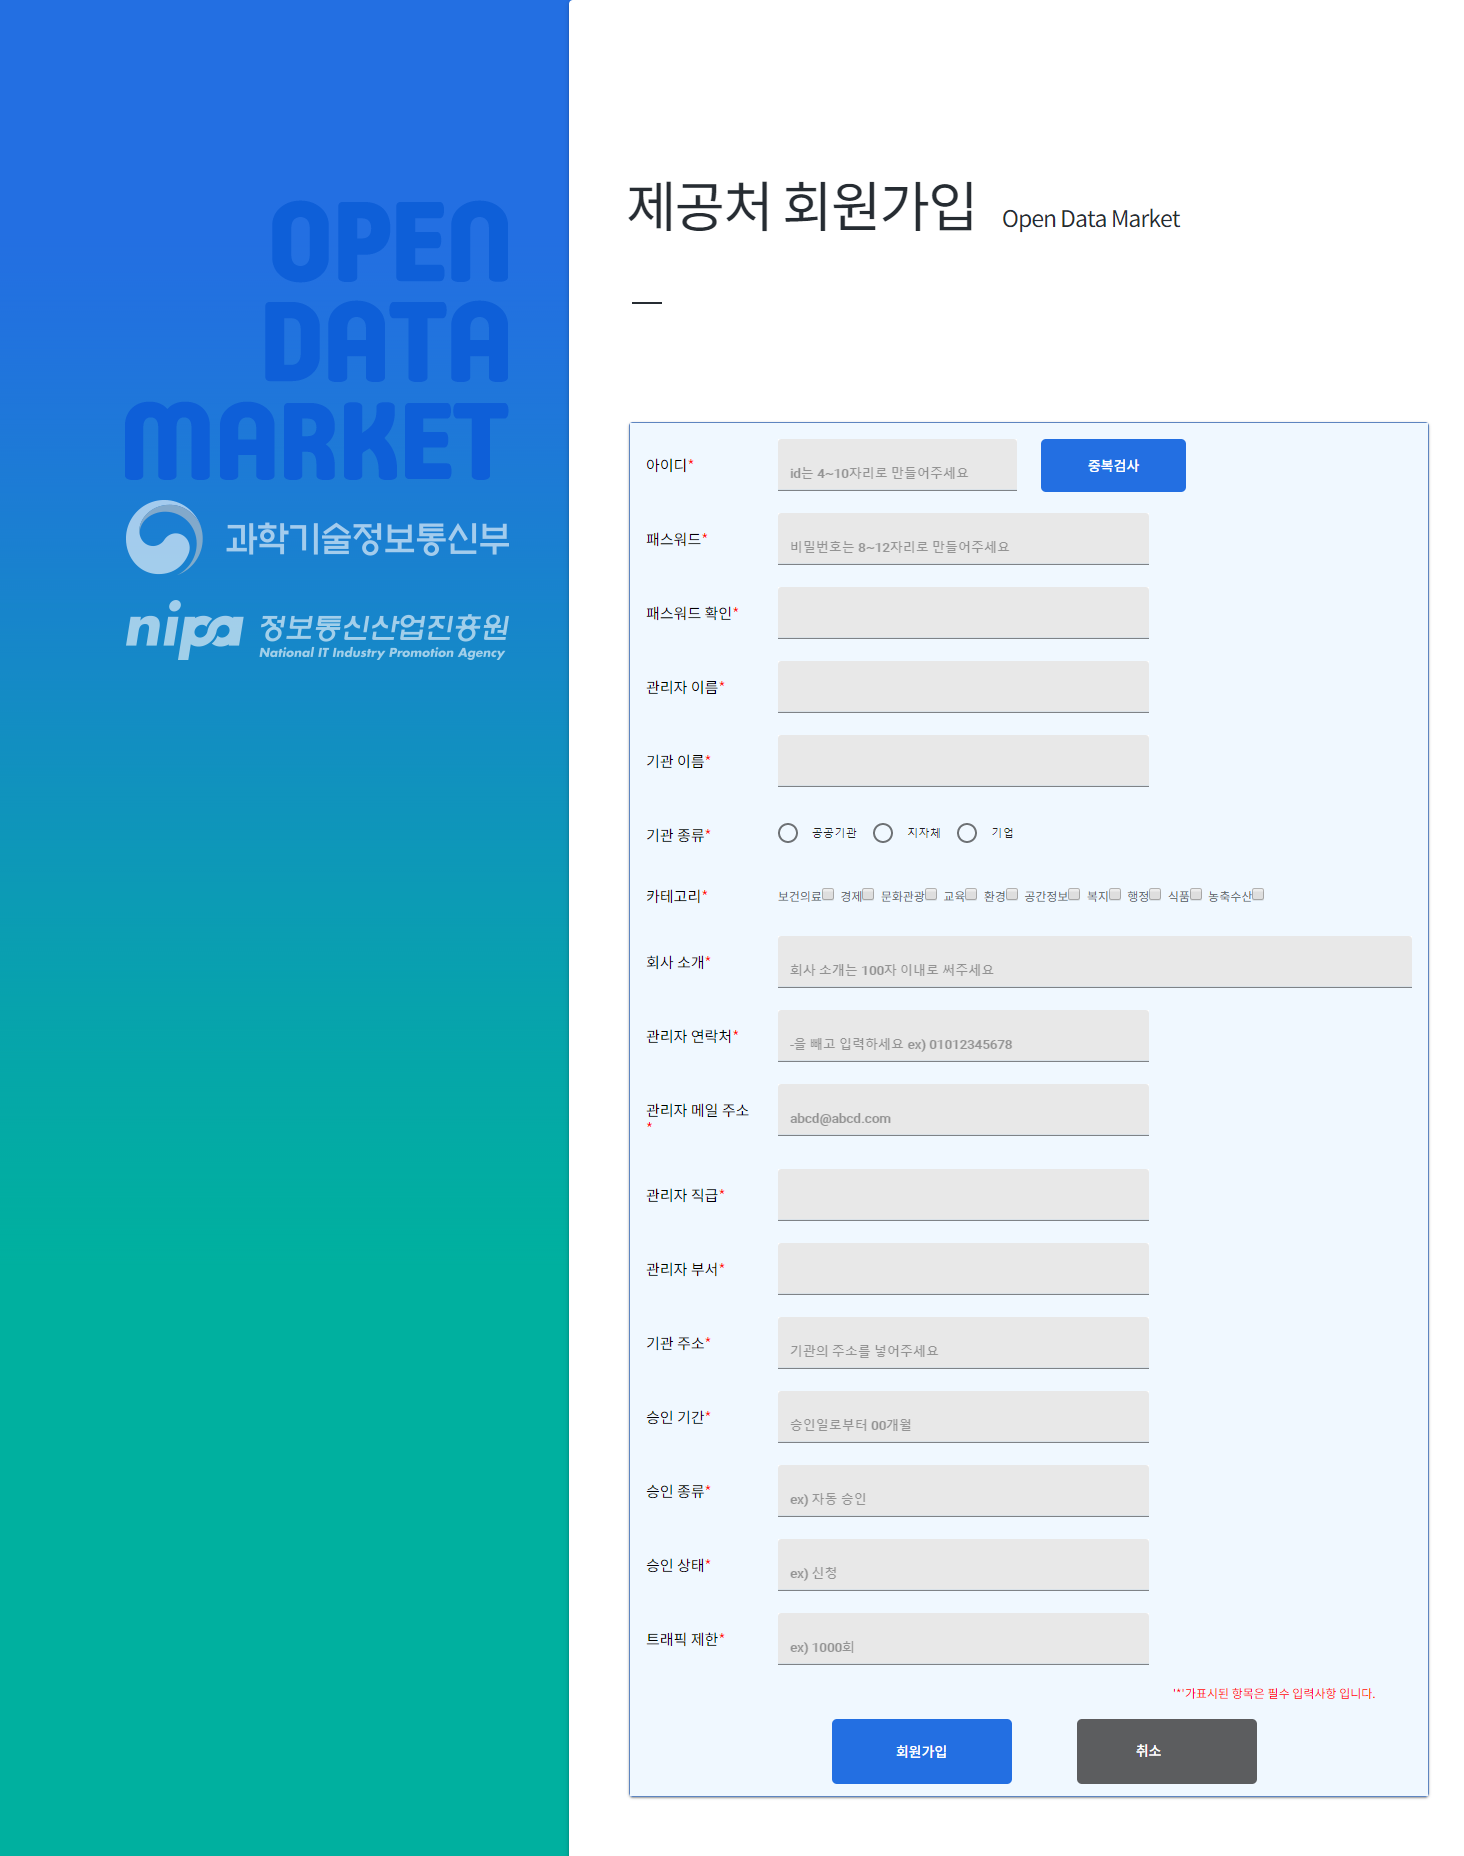 OPEN
DATA
MARKET
과학기술정보통신부
nipa 정보통신산업진흥원
National IT Industry Promotion Agency
제공처 회원가입 Open Data Market
아이디* id는 4~10자리로 만들어주세요 중복검사
패스워드* 비밀번호는 8~12자리로 만들어주세요
패스워드 확인*
관리자 이름*
기관 이름*
기관 종류* 공공기관 지자체 기업
카테고리* 보건의료 경제 문화관광 교육 환경 공간정보 복지 행정 식품 농축수산
회사 소개* 회사 소개는 100자 이내로 써주세요
관리자 연락처* -을 빼고 입력하세요 ex) 01012345678
관리자 메일 주소 abcd@abcd.com
*
관리자 직급*
관리자 부서*
기관 주소* 기관의 주소를 넣어주세요
승인 기간* 승인일로부터 00개월
승인 종류* ex) 자동 승인
승인 상태* ex) 신청
트래픽 제한* ex) 1000회
'*'가표시된 항목은 필수 입력사항 입니다.
회원가입 취소